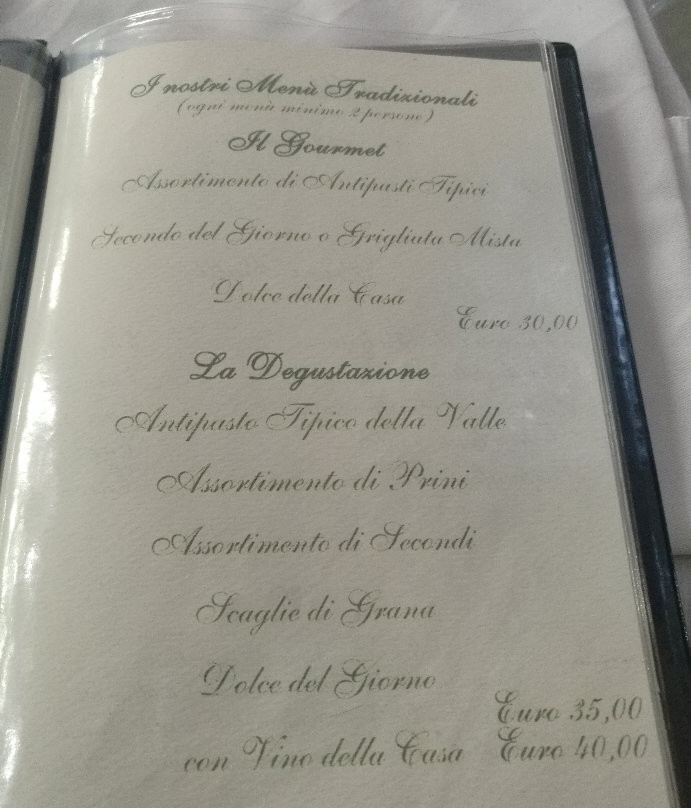 I nostri Menù Tradizionali
(ogni menù minimo 2 persone)
Il Gourmet
Assortimento di Antipasti Tipici
Secondo del Giorno o Grigliata Mista
Dolce della Casa
Euro 30,00
La Degustazione
Antipasto Tipico della Valle
Assortimento di Prini
Assortimento di Secondi
Scaglie di Grana
Dolce del Giorno
Euro 35,00
con Vino della Casa Euro 40,00